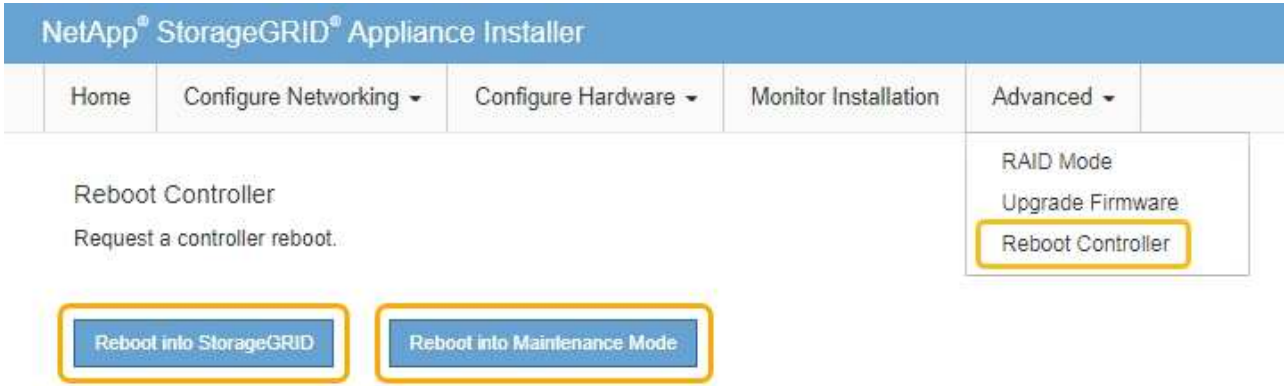 NetApp® StorageGRID® Appliance Installer
Home Configure Networking Configure Hardware Monitor Installation Advanced
RAID Mode
Upgrade Firmware
Reboot Controller
Reboot Controller
Request a controller reboot.
Reboot into StorageGRID Reboot into Maintenance Mode